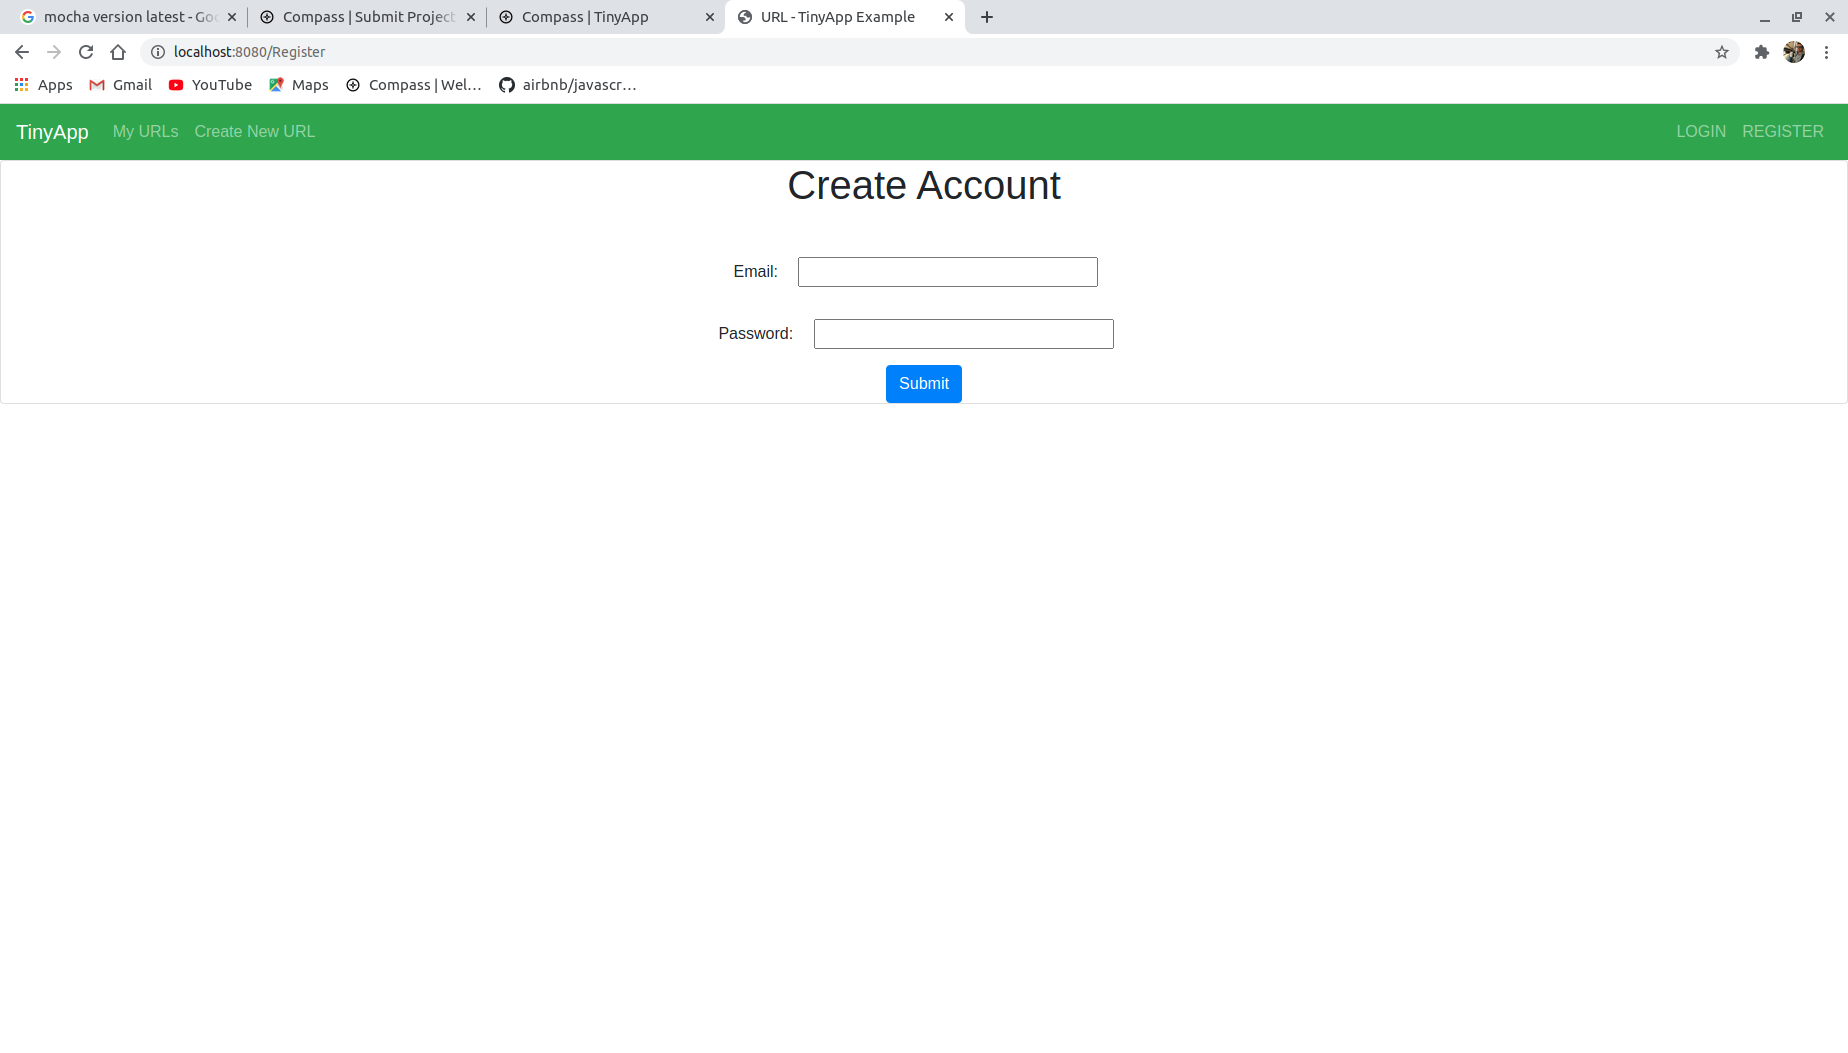 mocha version latest - Goo
Compass | Submit Project
Compass | TinyApp
URL - TinyApp Example
localhost:8080/Register
Apps
Gmail
YouTube
Maps
Compass | Wel...
airbnb/javascr...
TinyApp
My URLs
Create New URL
LOGIN
REGISTER
Create Account
Email:
Password:
Submit